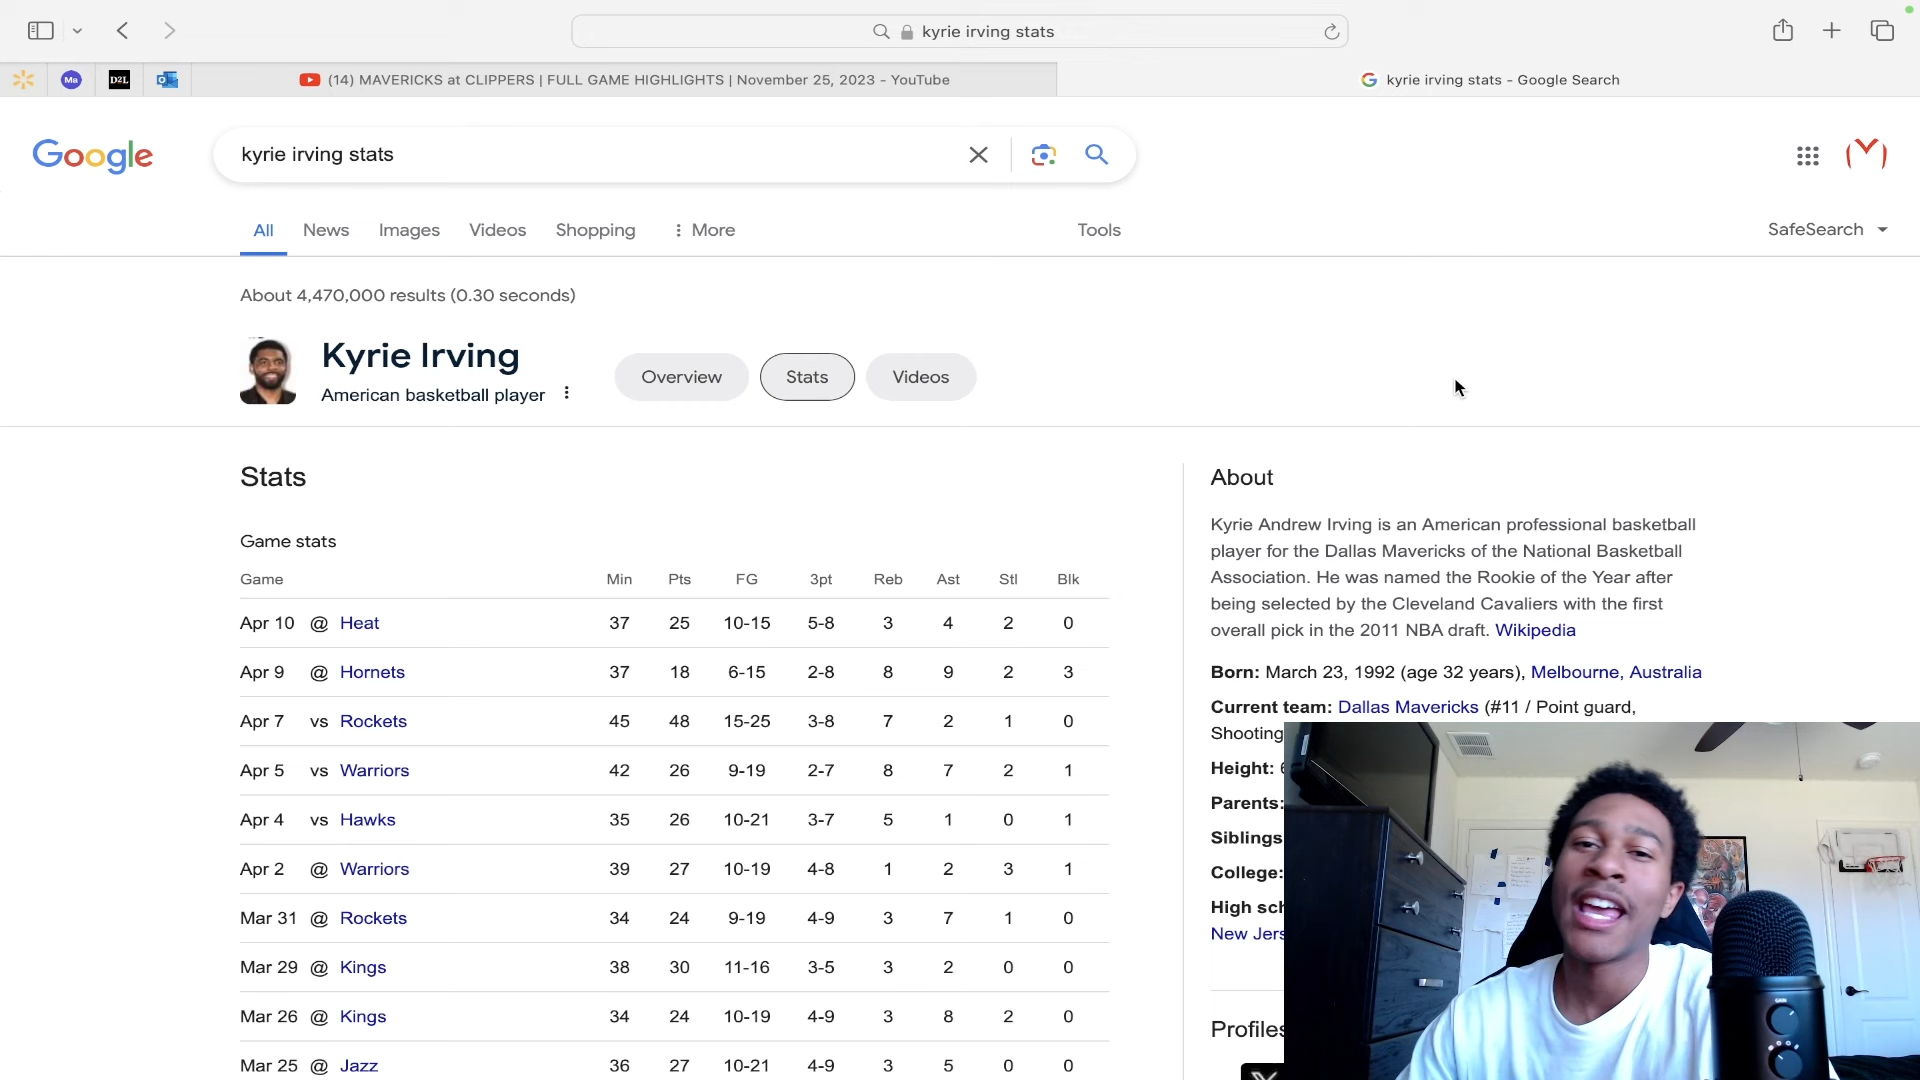 kyrie irving stats
Ma
D2L
(14) MAVERICKS at CLIPPERS | FULL GAME HIGHLIGHTS | November 25, 2023 - YouTube
kyrie irving stats - Google Search
Google
kyrie irving stats
All
News
Images
Videos
Shopping
More
Tools
SafeSearch
About 4,470,000 results (0.30 seconds)
Kyrie Irving
American basketball player
Overview
Stats
Videos
Stats
Game stats
Game Min Pts FG 3pt Reb Ast Stl Blk
Apr 10 @ Heat 37 25 10-15 5-8 3 4 2 0
Apr 9 @ Hornets 37 18 6-15 2-8 8 9 2 3
Apr 7 vs Rockets 45 48 15-25 3-8 7 2 1 0
Apr 5 vs Warriors 42 26 9-19 2-7 8 7 2 1
Apr 4 vs Hawks 35 26 10-21 3-7 5 1 0 1
Apr 2 @ Warriors 39 27 10-19 4-8 1 2 3 1
Mar 31 @ Rockets 34 24 9-19 4-9 3 7 1 0
Mar 29 @ Kings 38 30 11-16 3-5 3 2 0 0
Mar 26 @ Kings 34 24 10-19 4-9 3 8 2 0
Mar 25 @ Jazz 36 27 10-21 4-9 3 5 0 0
About
Kyrie Andrew Irving is an American professional basketball
player for the Dallas Mavericks of the National Basketball
Association. He was named the Rookie of the Year after
being selected by the Cleveland Cavaliers with the first
overall pick in the 2011 NBA draft. Wikipedia
Born: March 23, 1992 (age 32 years), Melbourne, Australia
Current team: Dallas Mavericks (#11 / Point guard,
Shooting
Height:
Parents:
Siblings
College:
High sch
New Jers
Profiles